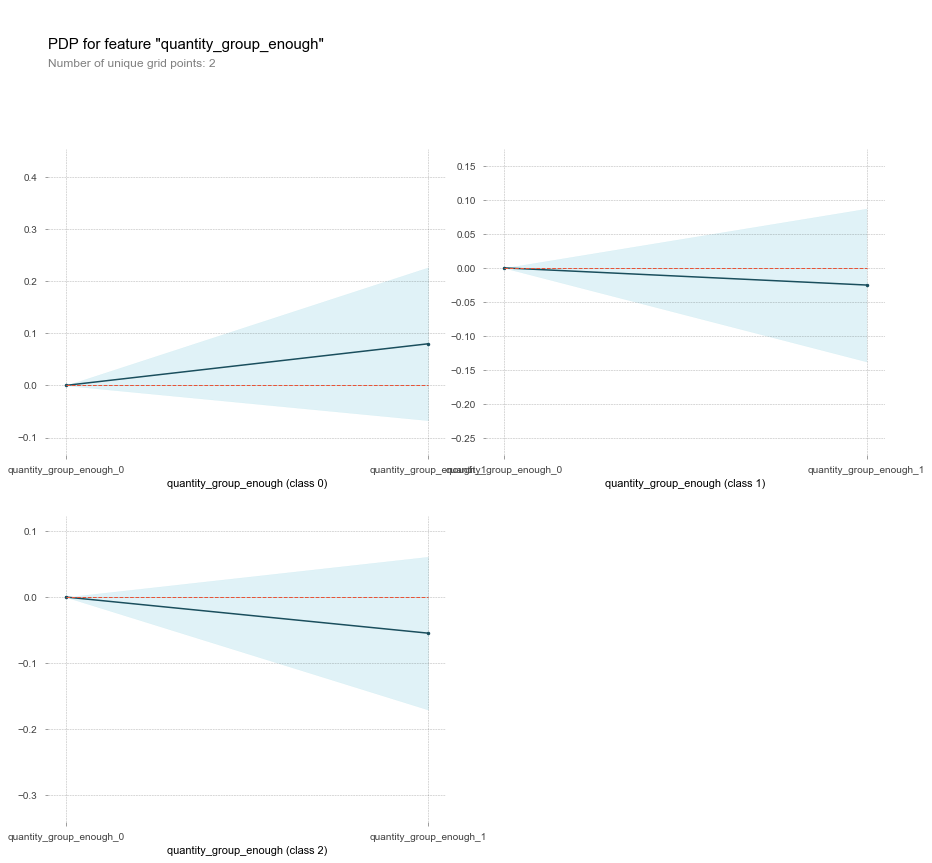 PDP for feature "quantity_group_enough"
Number of unique grid points: 2
0.4
0.3
0.2
0.1
0.0
−0.1
quantity_group_enough_0
quantity_group_enough_1
quantity_group_enough (class 0)
0.15
0.10
0.05
0.00
−0.05
−0.10
−0.15
−0.20
−0.25
quantity_group_enough_0
quantity_group_enough_1
quantity_group_enough (class 1)
0.1
0.0
−0.1
−0.2
−0.3
quantity_group_enough_0
quantity_group_enough_1
quantity_group_enough (class 2)